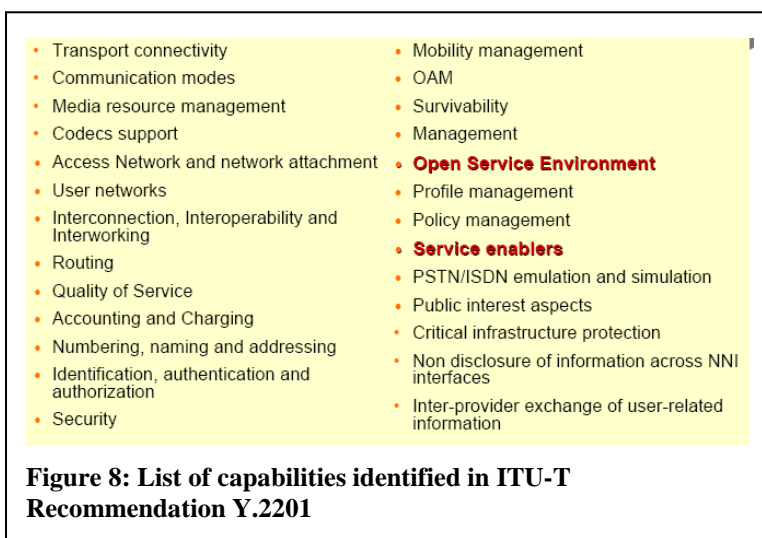 • Transport connectivity
• Communication modes
• Media resource management
• Codecs support
• Access Network and network attachment
• User networks
• Interconnection, Interoperability and
Interworking
• Routing
• Quality of Service
• Accounting and Charging
• Numbering, naming and addressing
• Identification, authentication and
authorization
• Security
• Mobility management
• OAM
• Survivability
• Management
• Open Service Environment
• Profile management
• Policy management
• Service enablers
• PSTN/ISDN emulation and simulation
• Public interest aspects
• Critical infrastructure protection
• Non disclosure of information across NNI
interfaces
• Inter-provider exchange of user-related
information
Figure 8: List of capabilities identified in ITU-T
Recommendation Y.2201